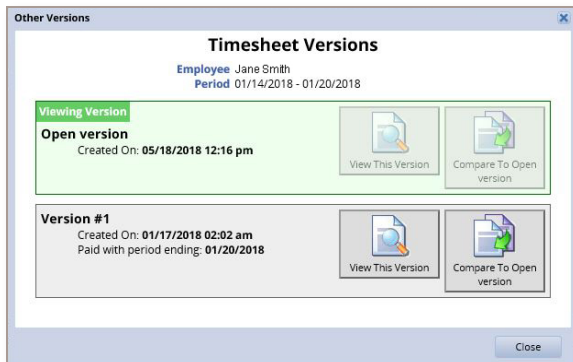 Other Versions
Timesheet Versions
Employee Jane Smith
Period 01/14/2018 - 01/20/2018
Viewing Version
Open version
Created On: 05/18/2018 12:16 pm
View This Version
Compare To Open
version
Version #1
Created On: 01/17/2018 02:02 am
Paid with period ending: 01/20/2018
View This Version
Compare To Open
version
Close